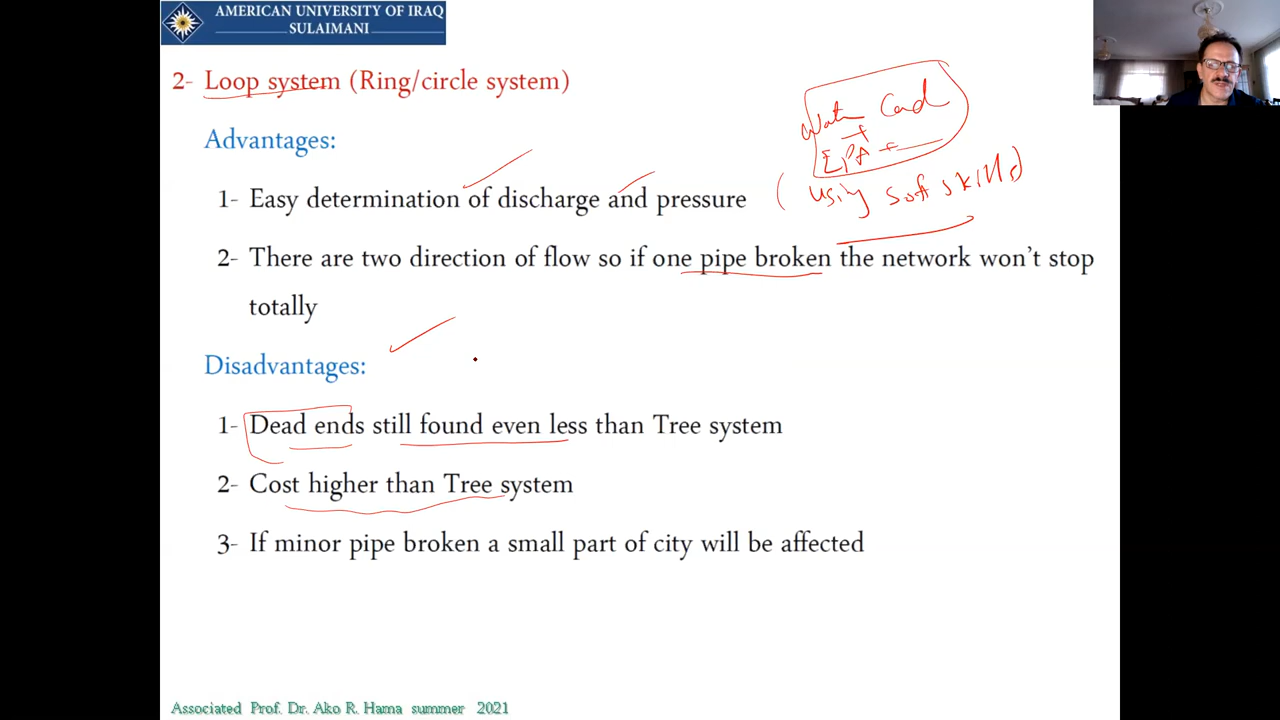 AMERICAN UNIVERSITY OF IRAQ
SULAIMANI
2- Loop system (Ring/circle system)
Advantages:
1- Easy determination of discharge and pressure
2- There are two direction of flow so if one pipe broken the network won't stop
totally
Disadvantages:
1- Dead ends still found even less than Tree system
2- Cost higher than Tree system
3- If minor pipe broken a small part of city will be affected
Water Cad
EPA
(using soft skills)
Associated Prof. Dr. Ako R. Hama summer 2021